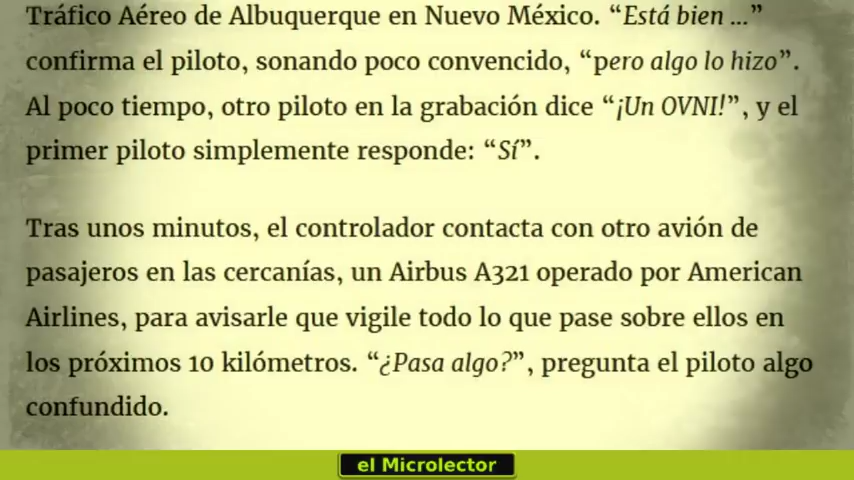 Tráfico Aéreo de Albuquerque en Nuevo México. “Está bien ...”
confirma el piloto, sonando poco convencido, “pero algo lo hizo”.
Al poco tiempo, otro piloto en la grabación dice “¡Un OVNI!”, y el
primer piloto simplemente responde: “Sí”.
Tras unos minutos, el controlador contacta con otro avión de
pasajeros en las cercanías, un Airbus A321 operado por American
Airlines, para avisarle que vigile todo lo que pase sobre ellos en
los próximos 10 kilómetros. “¿Pasa algo?”, pregunta el piloto algo
confundido.
el Microlector